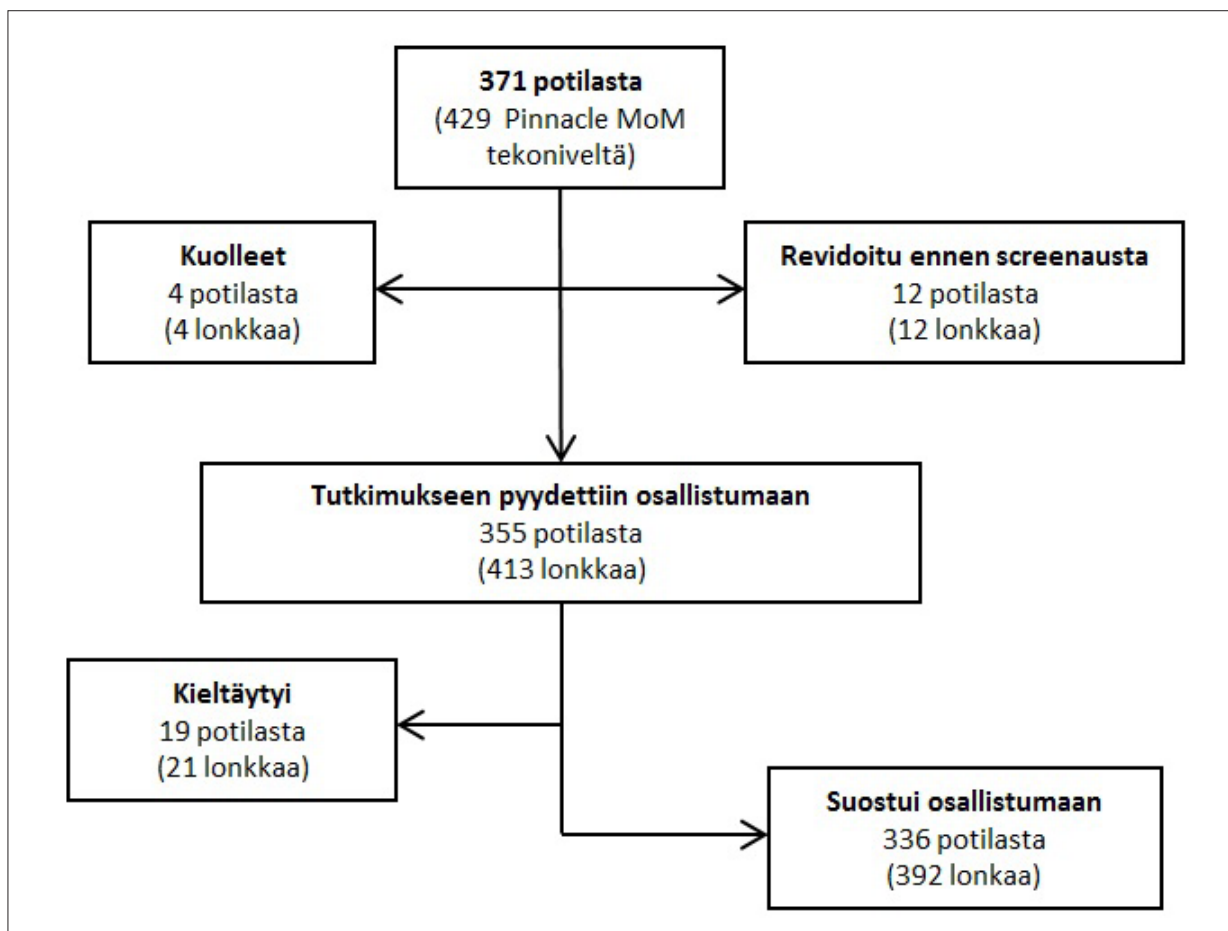 371 potilasta
(429 Pinnacle MoM
tekoniveltä)
Kuolleet
4 potilasta
(4 lonkkaa)
Revidoitu ennen screenausta
12 potilasta
(12 lonkkaa)
Tutkimukseen pyydettiin osallistumaan
355 potilasta
(413 lonkkaa)
Kieltäytyi
19 potilasta
(21 lonkkaa)
Suostui osallistumaan
336 potilasta
(392 lonkaa)